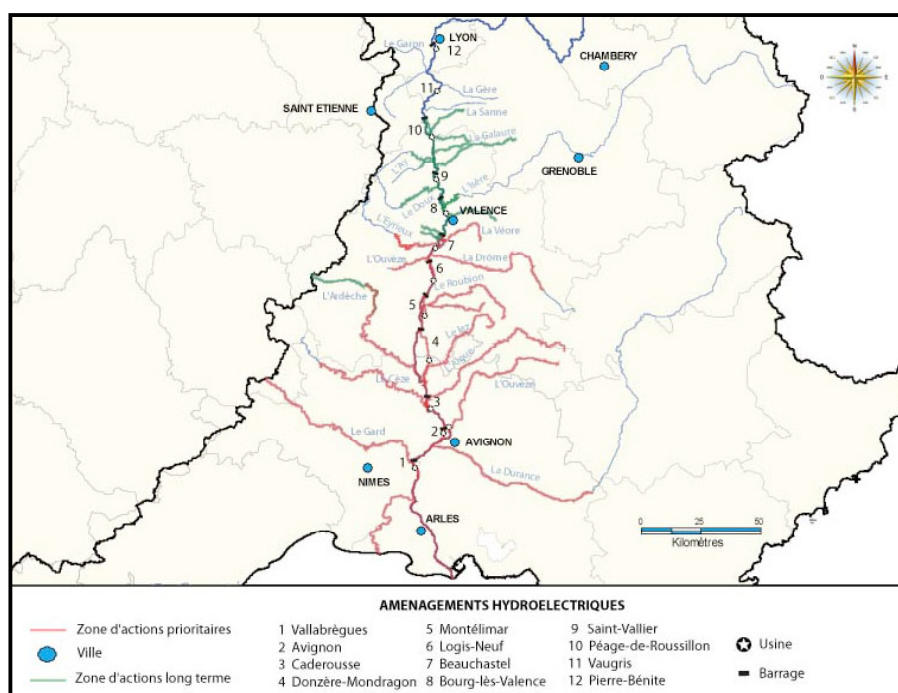 LYON
Le Garon
12
CHAMBERY
N
O
E
S
11
La Gère
SAINT ETIENNE
La Sanne
10
La Galaure
L'Ay
GRENOBLE
9
L'Isère
Le Doux
8
VALENCE
L'Eyrieux
La Véore
7
L'Ouvèze
La Drôme
6
Le Roubion
L'Ardèche
5
Le lez
4
L'Aigue
La Cèze
L'Ouvèze
3
Le Gard
2
AVIGNON
1
La Durance
NIMES
ARLES
0 25 50
Kilomètres
AMENAGEMENTS HYDROELECTRIQUES
Zone d'actions prioritaires
Ville
Zone d'actions long terme
1 Vallabrègues
2 Avignon
3 Caderousse
4 Donzère-Mondragon
5 Montélimar
6 Logis-Neuf
7 Beauchastel
8 Bourg-lès-Valence
9 Saint-Vallier
10 Péage-de-Roussillon
11 Vaugris
12 Pierre-Bénite
Usine
Barrage